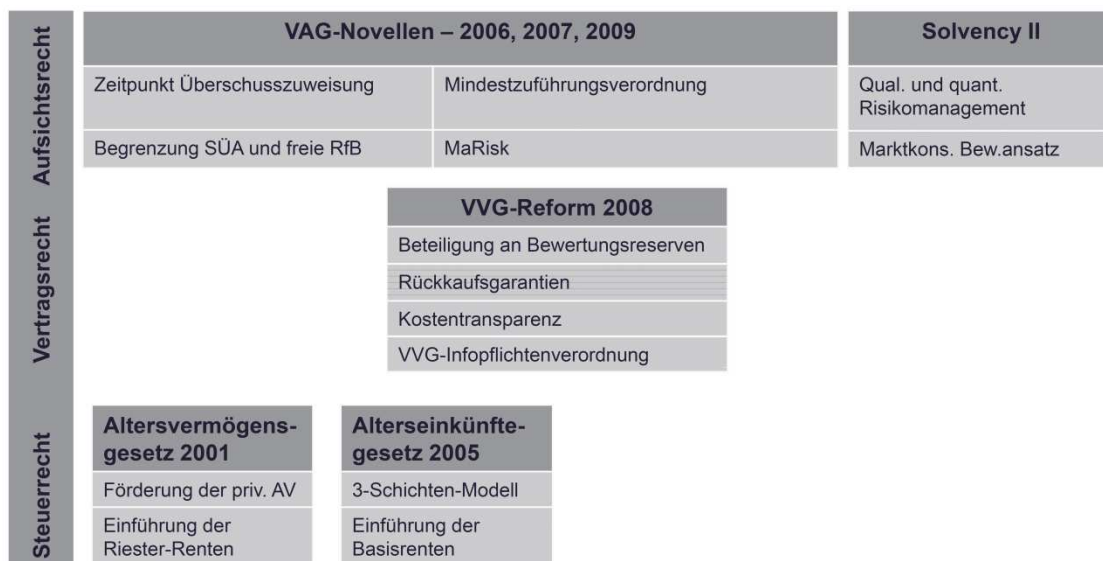 Aufsichtsrecht
VAG-Novellen – 2006, 2007, 2009
Zeitpunkt Überschusszuweisung
Mindestzuführungsverordnung
Begrenzung SÜA und freie RfB
MaRisk
Solvency II
Qual. und quant.
Risikomanagement
Marktkons. Bew.ansatz
Vertragsrecht
VVG-Reform 2008
Beteiligung an Bewertungsreserven
Rückkaufsgarantien
Kostentransparenz
VVG-Infopflichtenverordnung
Steuerrecht
Altersvermögens-
gesetz 2001
Förderung der priv. AV
Einführung der
Riester-Renten
Alterseinkünfte-
gesetz 2005
3-Schichten-Modell
Einführung der
Basisrenten